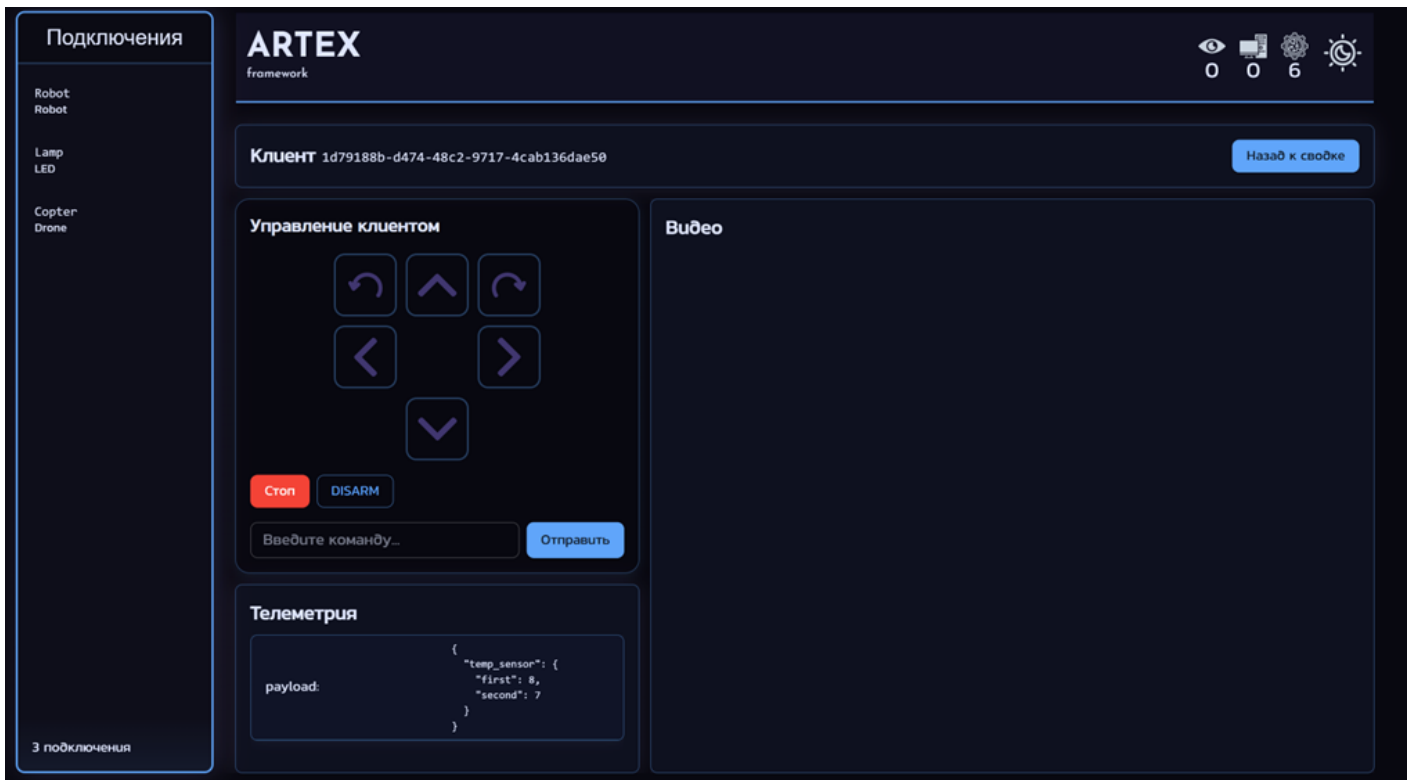 Подключения
Robot
Robot
Lamp
LED
Copter
Drone
3 подключения
ARTEX
framework
0 0 6
Клиент 1d79188b-d474-48c2-9717-4cab136dae50
Назад к сводке
Управление клиентом
Стоп DISARM
Введите команду...
Отправить
Телеметрия
payload:
{
"temp_sensor": {
"first": 8,
"second": 7
}
}
Видео